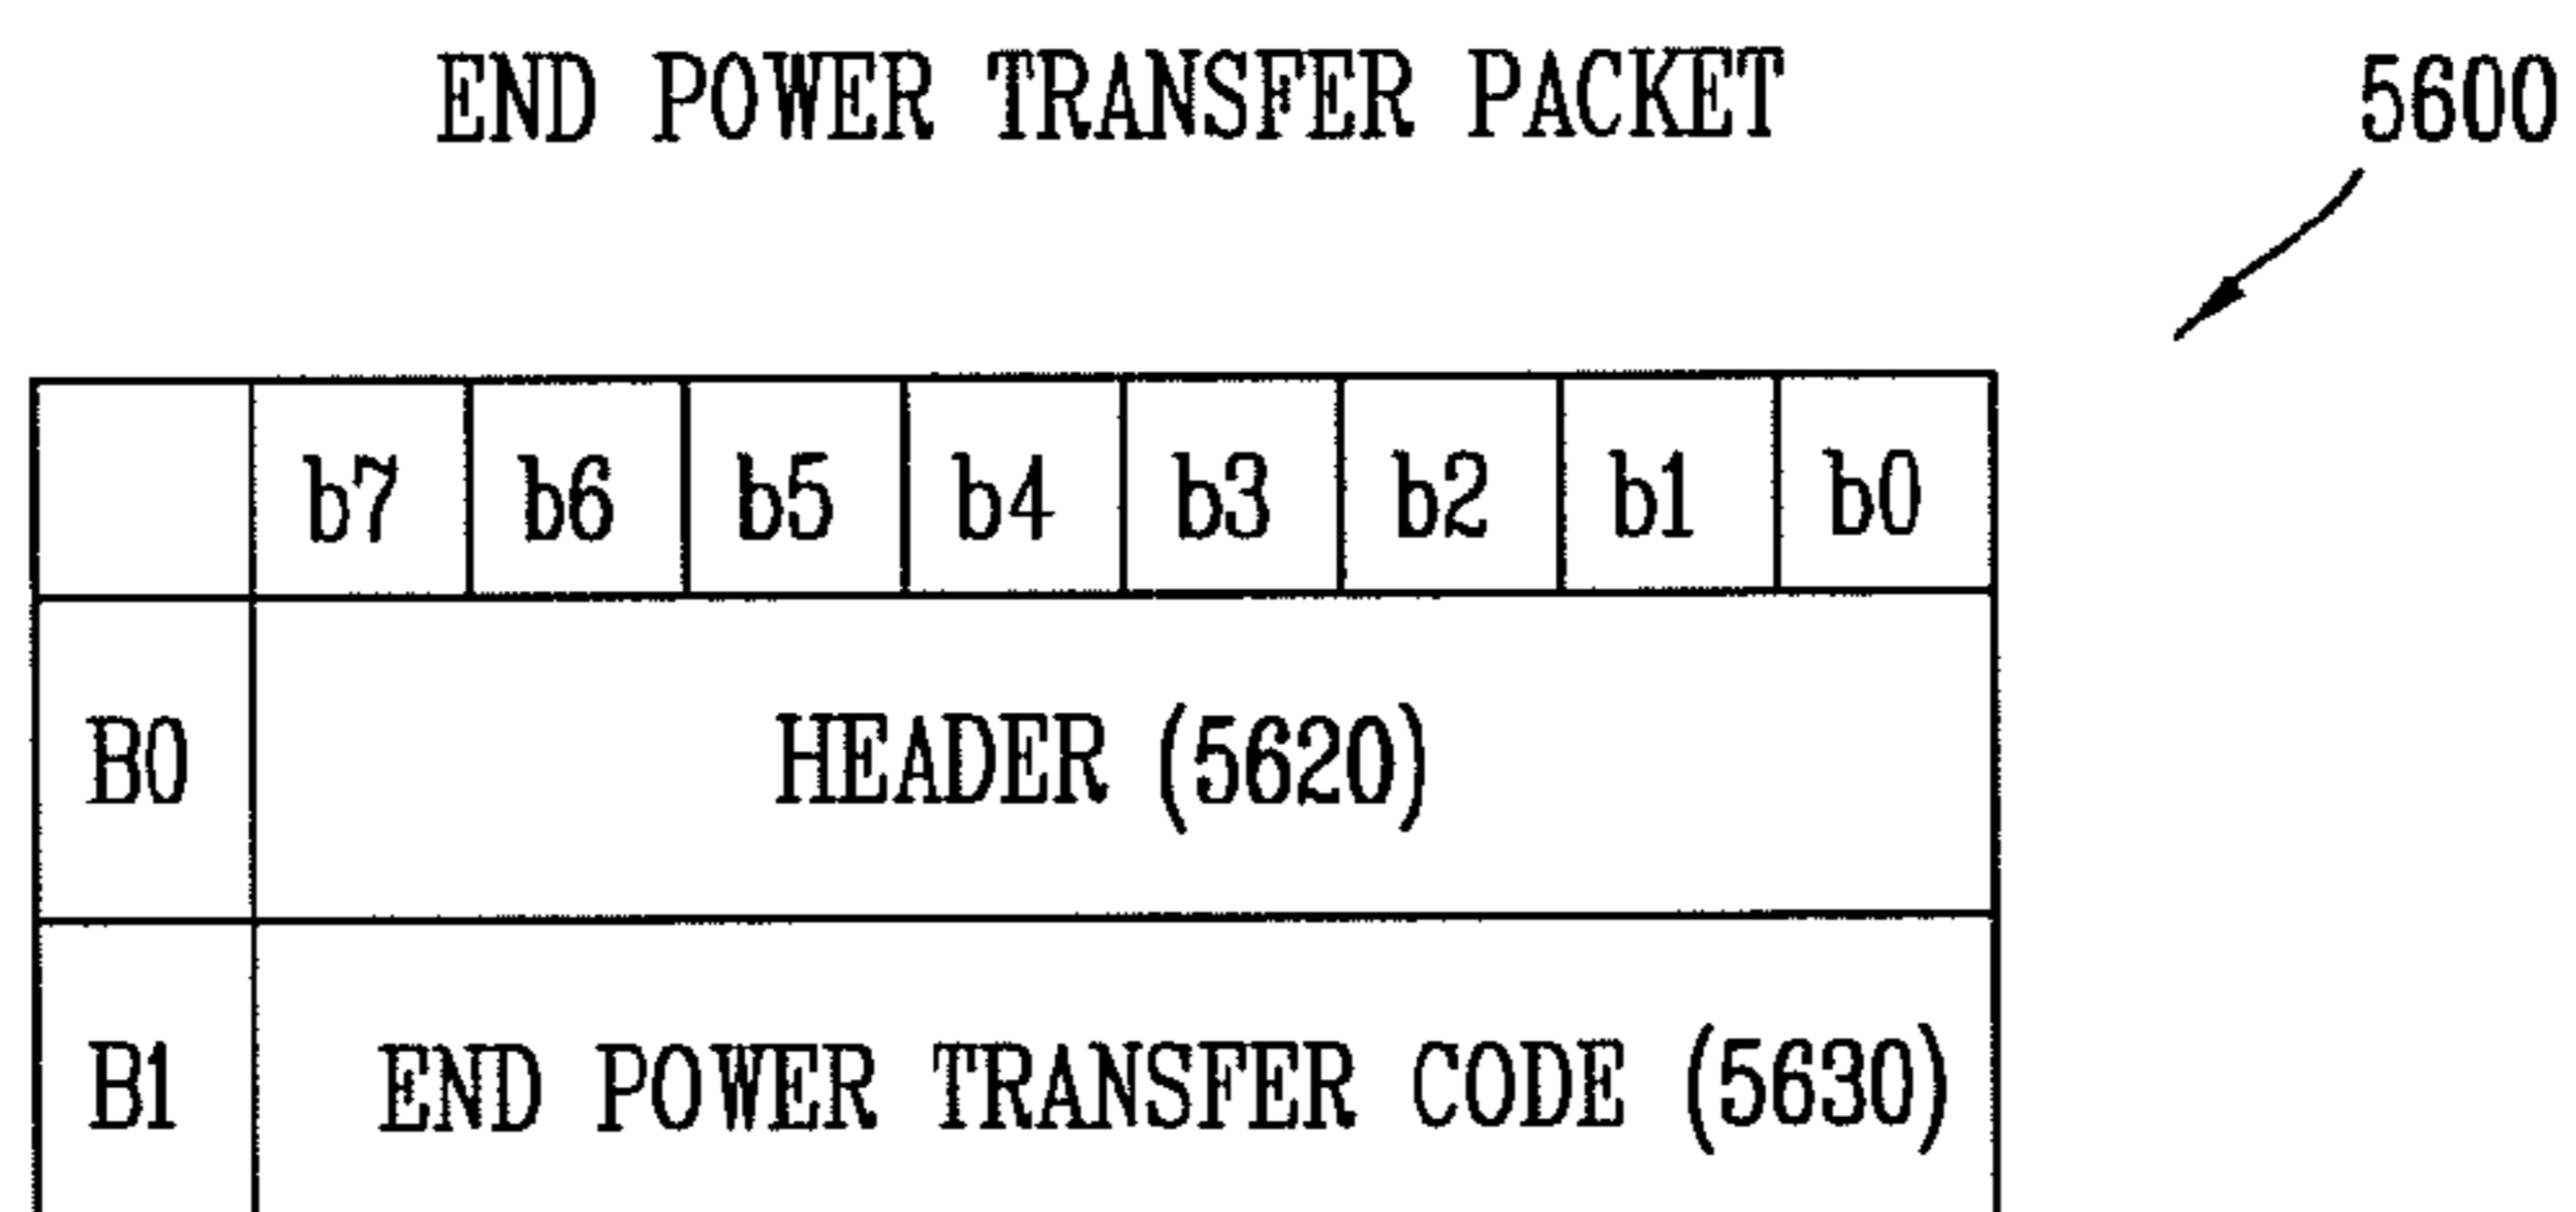 END POWER TRANSFER PACKET
5600
b7 b6 b5 b4 b3 b2 b1 b0
B0 HEADER (5620)
B1 END POWER TRANSFER CODE (5630)